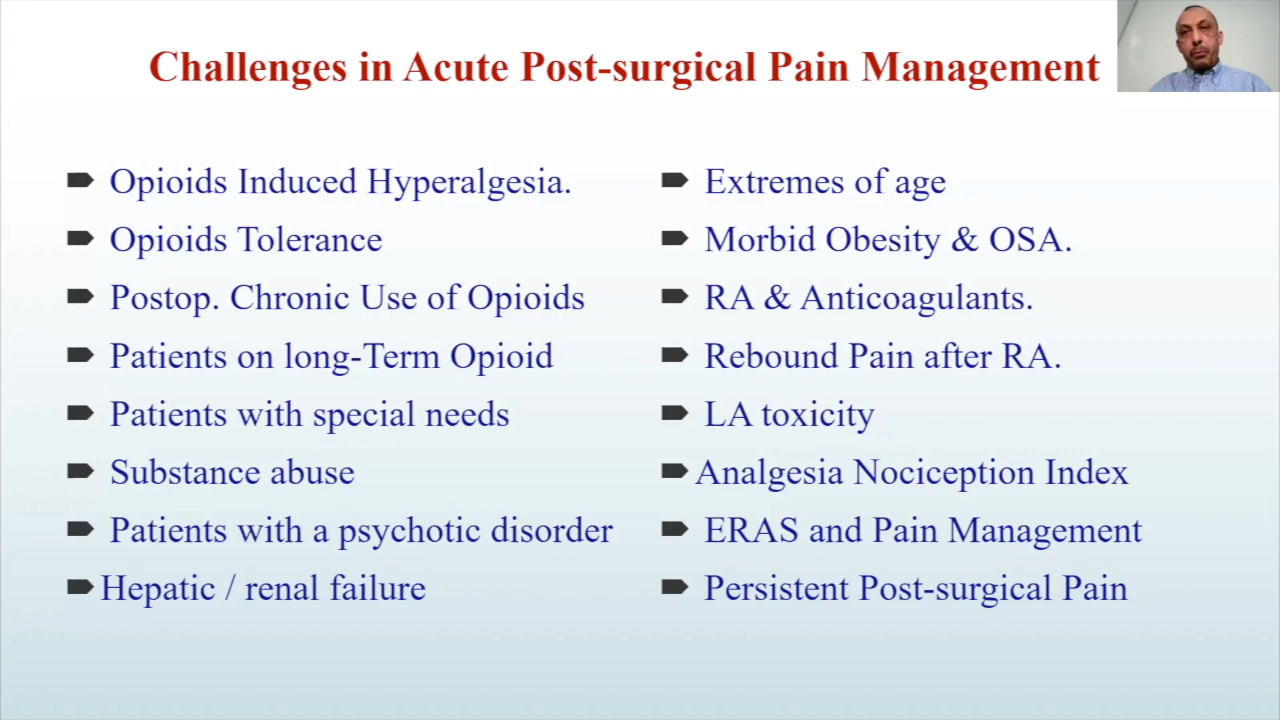 Challenges in Acute Post-surgical Pain Management
Opioids Induced Hyperalgesia.
Opioids Tolerance
Postop. Chronic Use of Opioids
Patients on long-Term Opioid
Patients with special needs
Substance abuse
Patients with a psychotic disorder
Hepatic / renal failure
Extremes of age
Morbid Obesity & OSA.
RA & Anticoagulants.
Rebound Pain after RA.
LA toxicity
Analgesia Nociception Index
ERAS and Pain Management
Persistent Post-surgical Pain